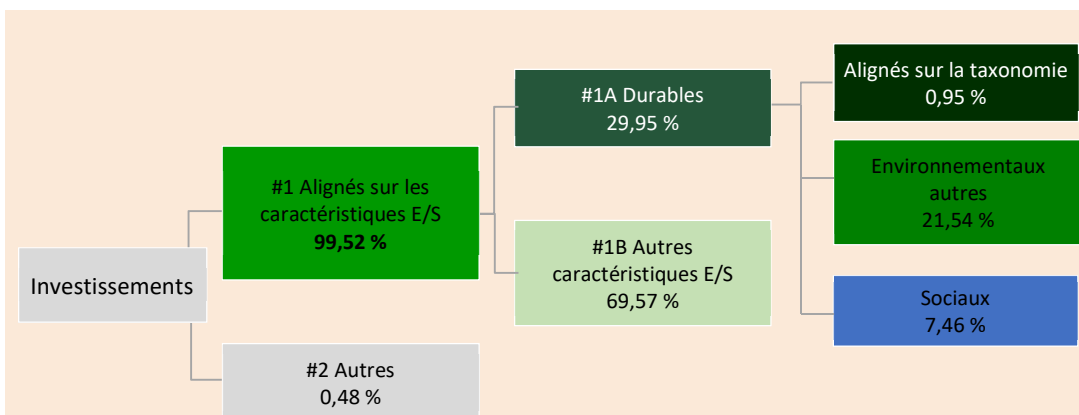 Investissements
#1 Alignés sur les
caractéristiques E/S
99,52 %
#2 Autres
0,48 %
#1A Durables
29,95 %
#1B Autres
caractéristiques E/S
69,57 %
Alignés sur la taxonomie
0,95 %
Environnementaux
autres
21,54 %
Sociaux
7,46 %